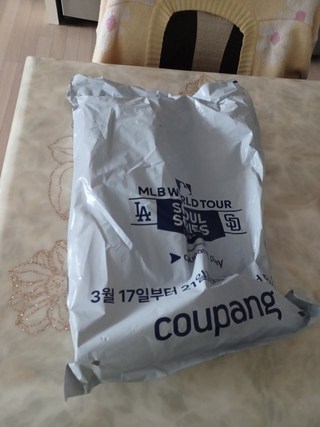 MLB WORLD TOUR
LA SEOUL SD
SERIES
3월 17일부터 21일
coupang